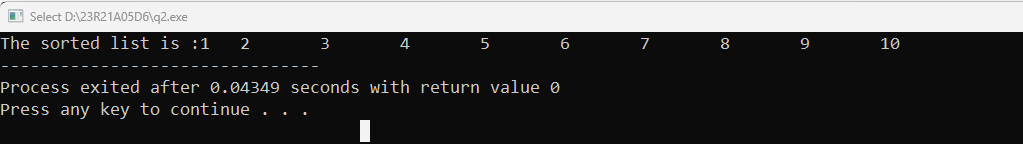 Select D:\23R21A05D6\q2.exe
The sorted list is :1   2       3       4       5       6       7       8       9       10
--------------------------------
Process exited after 0.04349 seconds with return value 0
Press any key to continue . . .